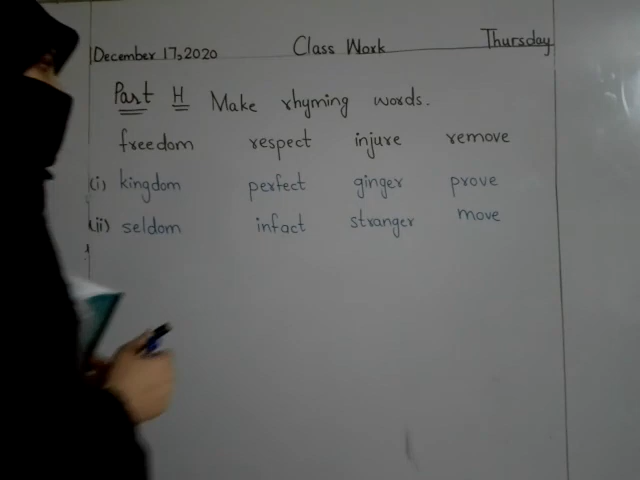 December 17, 2020 Class Work Thursday
Part H Make rhyming words.
freedom respect injure remove
(i) kingdom perfect ginger prove
(ii) seldom infact stranger move